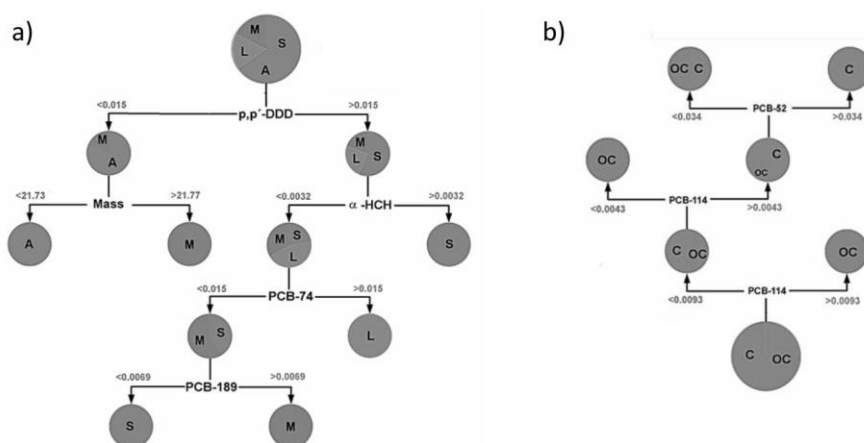 a)
M
S
L
A
<0.015
p,p´-DDD
>0.015
M
A
M
L
S
<21.73
Mass
>21.77
<0.0032
α -HCH
>0.0032
A
M
M
S
L
S
<0.015
PCB-74
>0.015
M
S
L
<0.0069
PCB-189
>0.0069
S
M
b)
OC C
C
<0.034
PCB-52
>0.034
OC
C
OC
<0.0043
PCB-114
>0.0043
C
OC
OC
<0.0093
PCB-114
>0.0093
C
OC